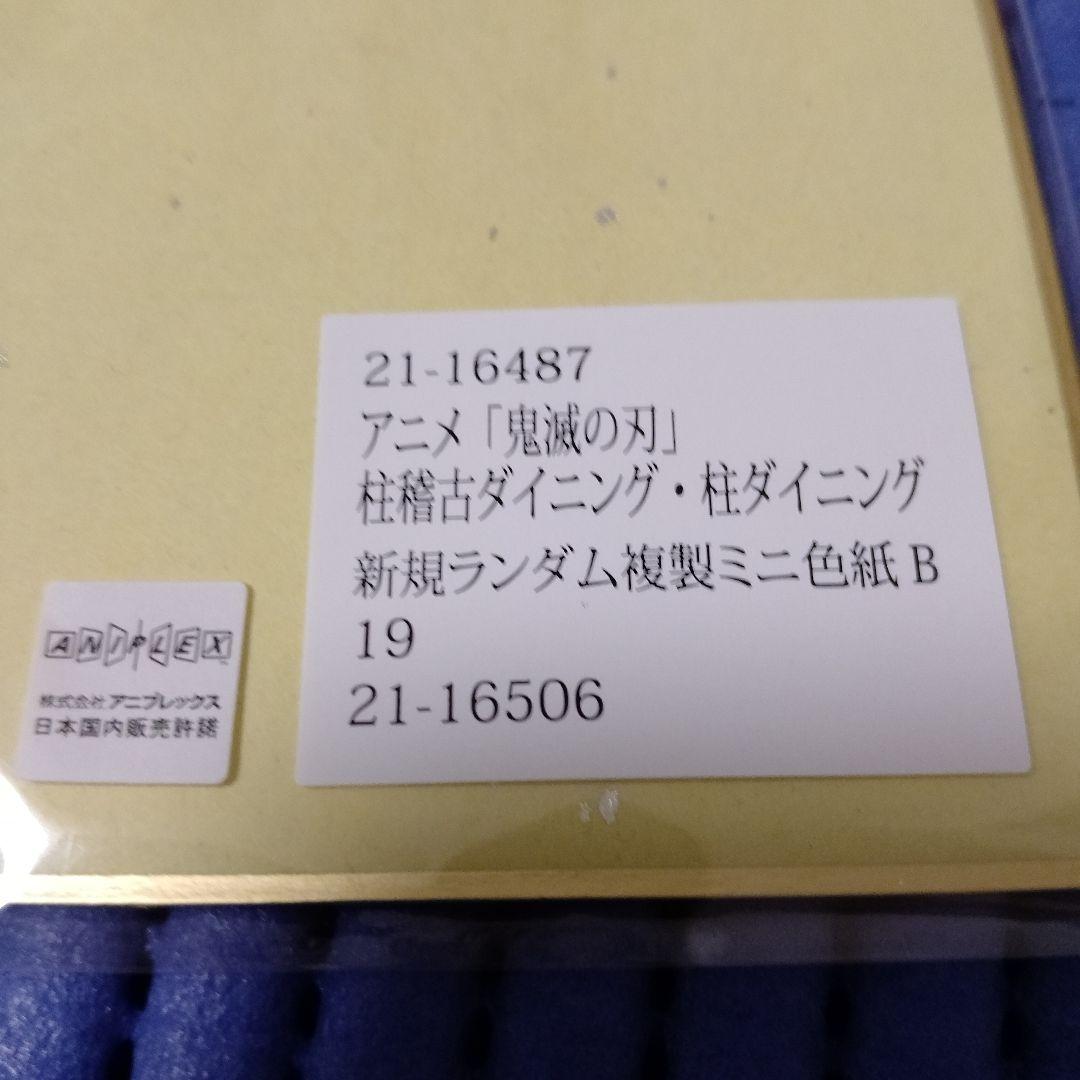 21-16487
アニメ「鬼滅の刃」
柱稽古ダイニング・柱ダイニング
新規ランダム複製ミニ色紙 B
19
21-16506
ANIPLEX
株式会社 アニプレックス
日本国内販売許諾